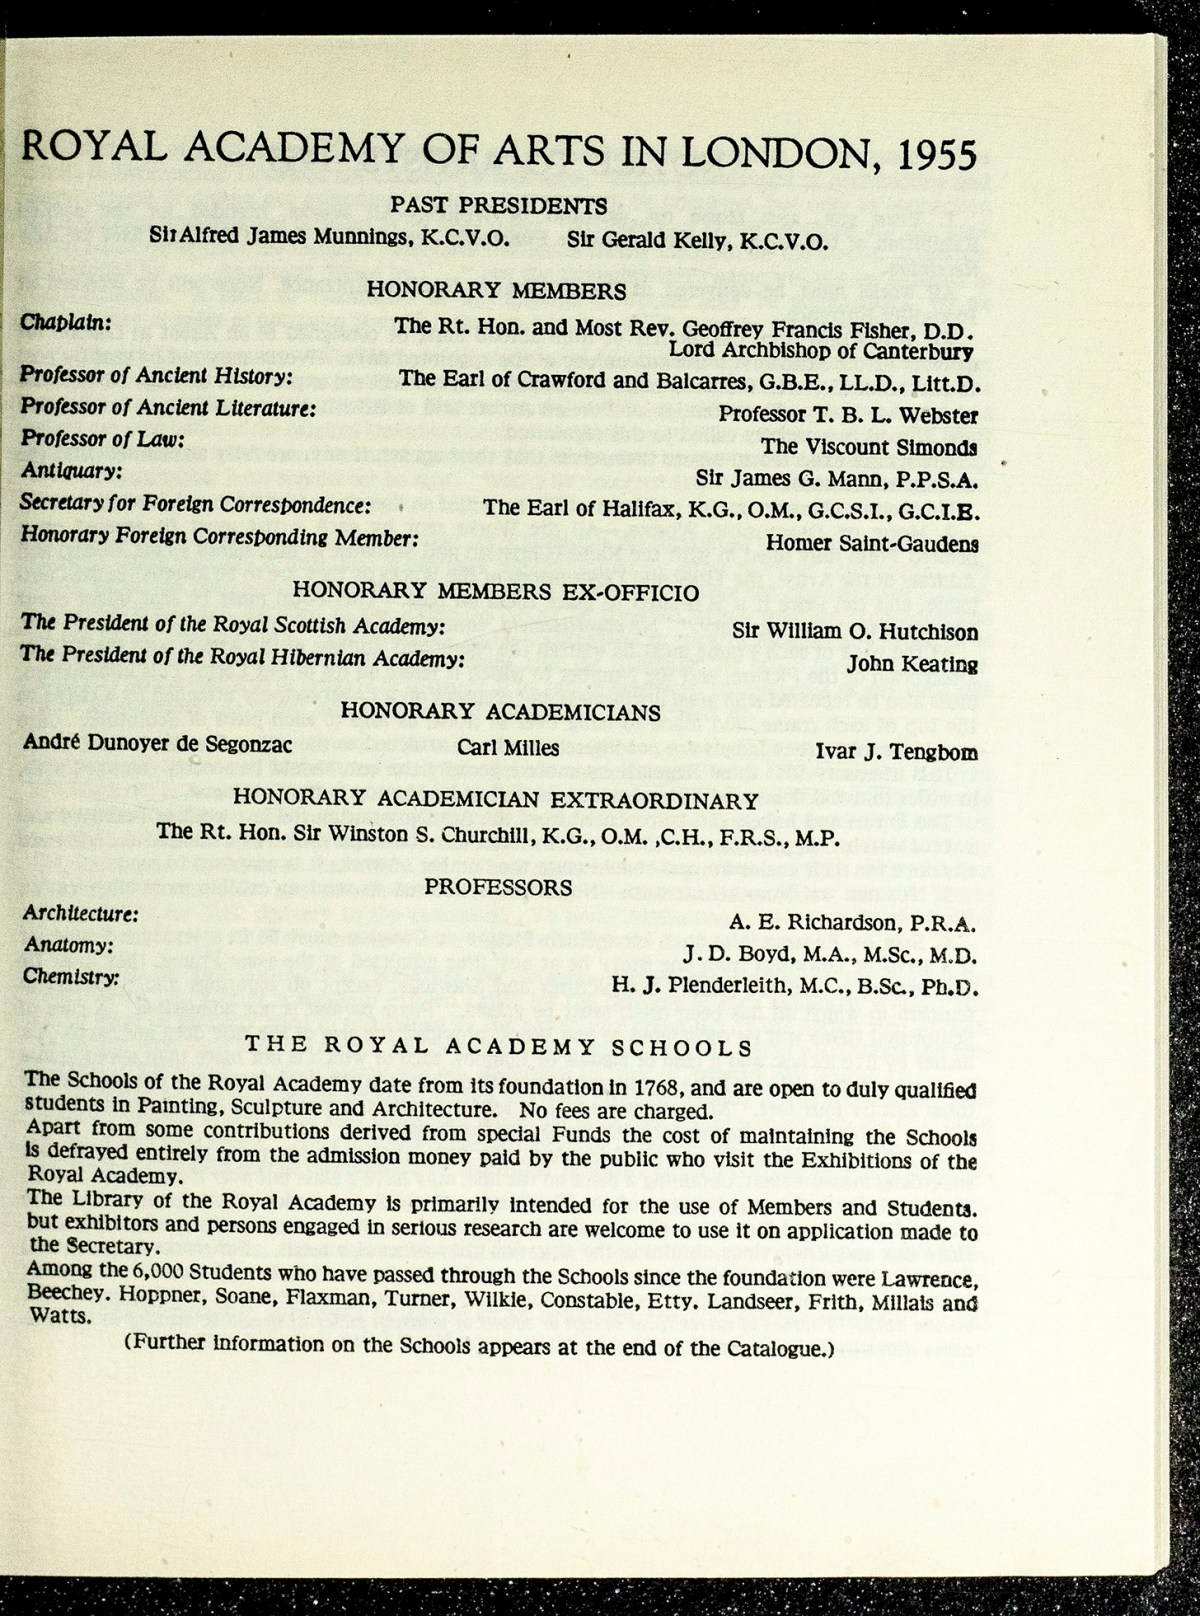 ROYAL ACADEMY OF ARTS IN LONDON, 1955
PAST PRESIDENTS
Sir Alfred James Munnings, K.C.V.O. Sir Gerald Kelly, K.C.V.O.
HONORARY MEMBERS
Chaplain: The Rt. Hon. and Most Rev. Geoffrey Francis Fisher, D.D.
Lord Archbishop of Canterbury
Professor of Ancient History: The Earl of Crawford and Balcarres, G.B.E., LL.D., Litt.D.
Professor of Ancient Literature: Professor T. B. L. Webster
Professor of Law: The Viscount Simonds
Antiquary: Sir James G. Mann, P.P.S.A.
Secretary for Foreign Correspondence: The Earl of Halifax, K.G., O.M., G.C.S.I., G.C.I.E.
Honorary Foreign Corresponding Member: Homer Saint-Gaudens
HONORARY MEMBERS EX-OFFICIO
The President of the Royal Scottish Academy: Sir William O. Hutchison
The President of the Royal Hibernian Academy: John Keating
HONORARY ACADEMICIANS
André Dunoyer de Segonzac Carl Milles Ivar J. Tengbom
HONORARY ACADEMICIAN EXTRAORDINARY
The Rt. Hon. Sir Winston S. Churchill, K.G., O.M. ,C.H., F.R.S., M.P.
PROFESSORS
Architecture: A. E. Richardson, P.R.A.
Anatomy: J. D. Boyd, M.A., M.Sc., M.D.
Chemistry: H. J. Plenderleith, M.C., B.Sc., Ph.D.
THE ROYAL ACADEMY SCHOOLS
The Schools of the Royal Academy date from its foundation in 1768, and are open to duly qualified
students in Painting, Sculpture and Architecture. No fees are charged.
Apart from some contributions derived from special Funds the cost of maintaining the Schools
is defrayed entirely from the admission money paid by the public who visit the Exhibitions of the
Royal Academy.
The Library of the Royal Academy is primarily intended for the use of Members and Students.
but exhibitors and persons engaged in serious research are welcome to use it on application made to
the Secretary.
Among the 6,000 Students who have passed through the Schools since the foundation were Lawrence,
Beechey. Hoppner, Soane, Flaxman, Turner, Wilkie, Constable, Etty. Landseer, Frith, Millais and
Watts.
(Further information on the Schools appears at the end of the Catalogue.)